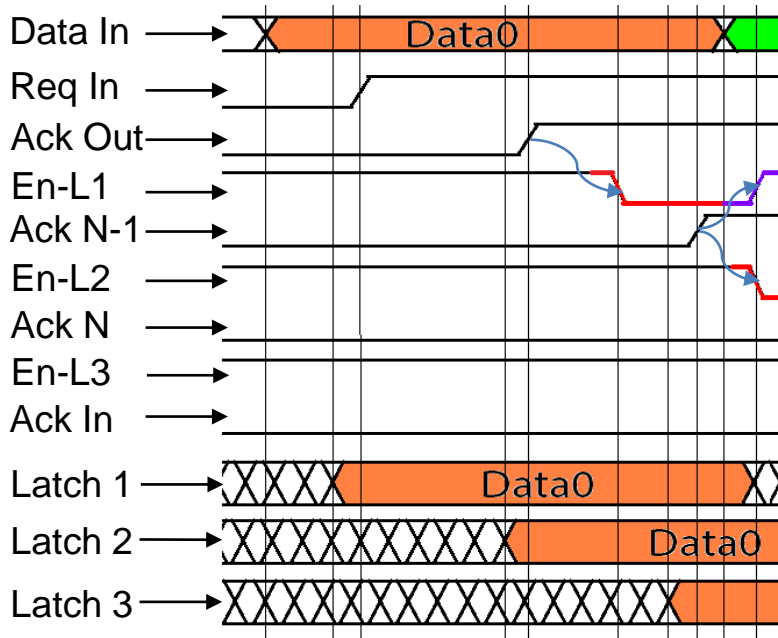 Data In Data0
Req In
Ack Out
En-L1
Ack N-1
En-L2
Ack N
En-L3
Ack In
Latch 1 Data0
Latch 2 Data0
Latch 3